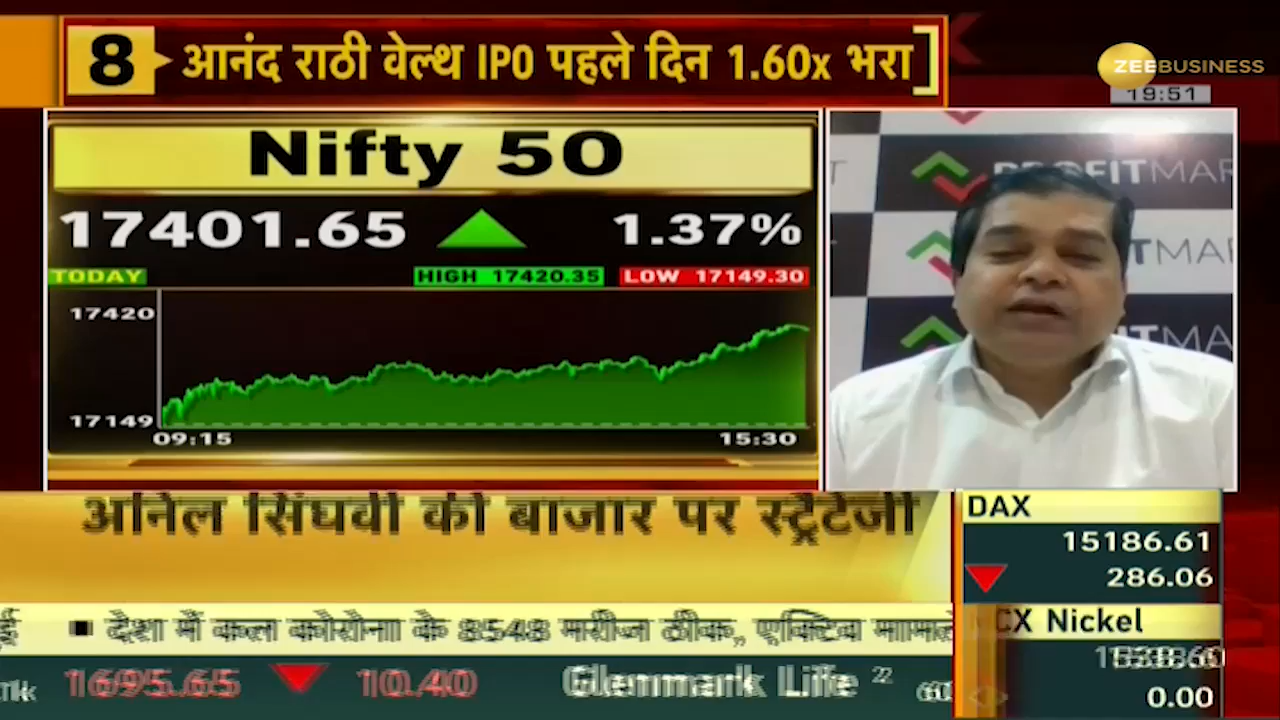 8 आनंद राठी वेल्थ IPO पहले दिन 1.60x भरा
ZEEBUSINESS
19:51
Nifty 50
17401.65 1.37%
TODAY HIGH 17420.35 LOW 17149.30
17420
17149
09:15 15:30
PROFITMAR
अनिल सिंघवी की बाजार पर स्ट्रैटेजी
DAX
15186.61
286.06
देश में कल कोरोना के 8548 मरीज ठीक, एक्टिव मामले
CX Nickel
0.00
1695.65 10.40 Glenmark Life